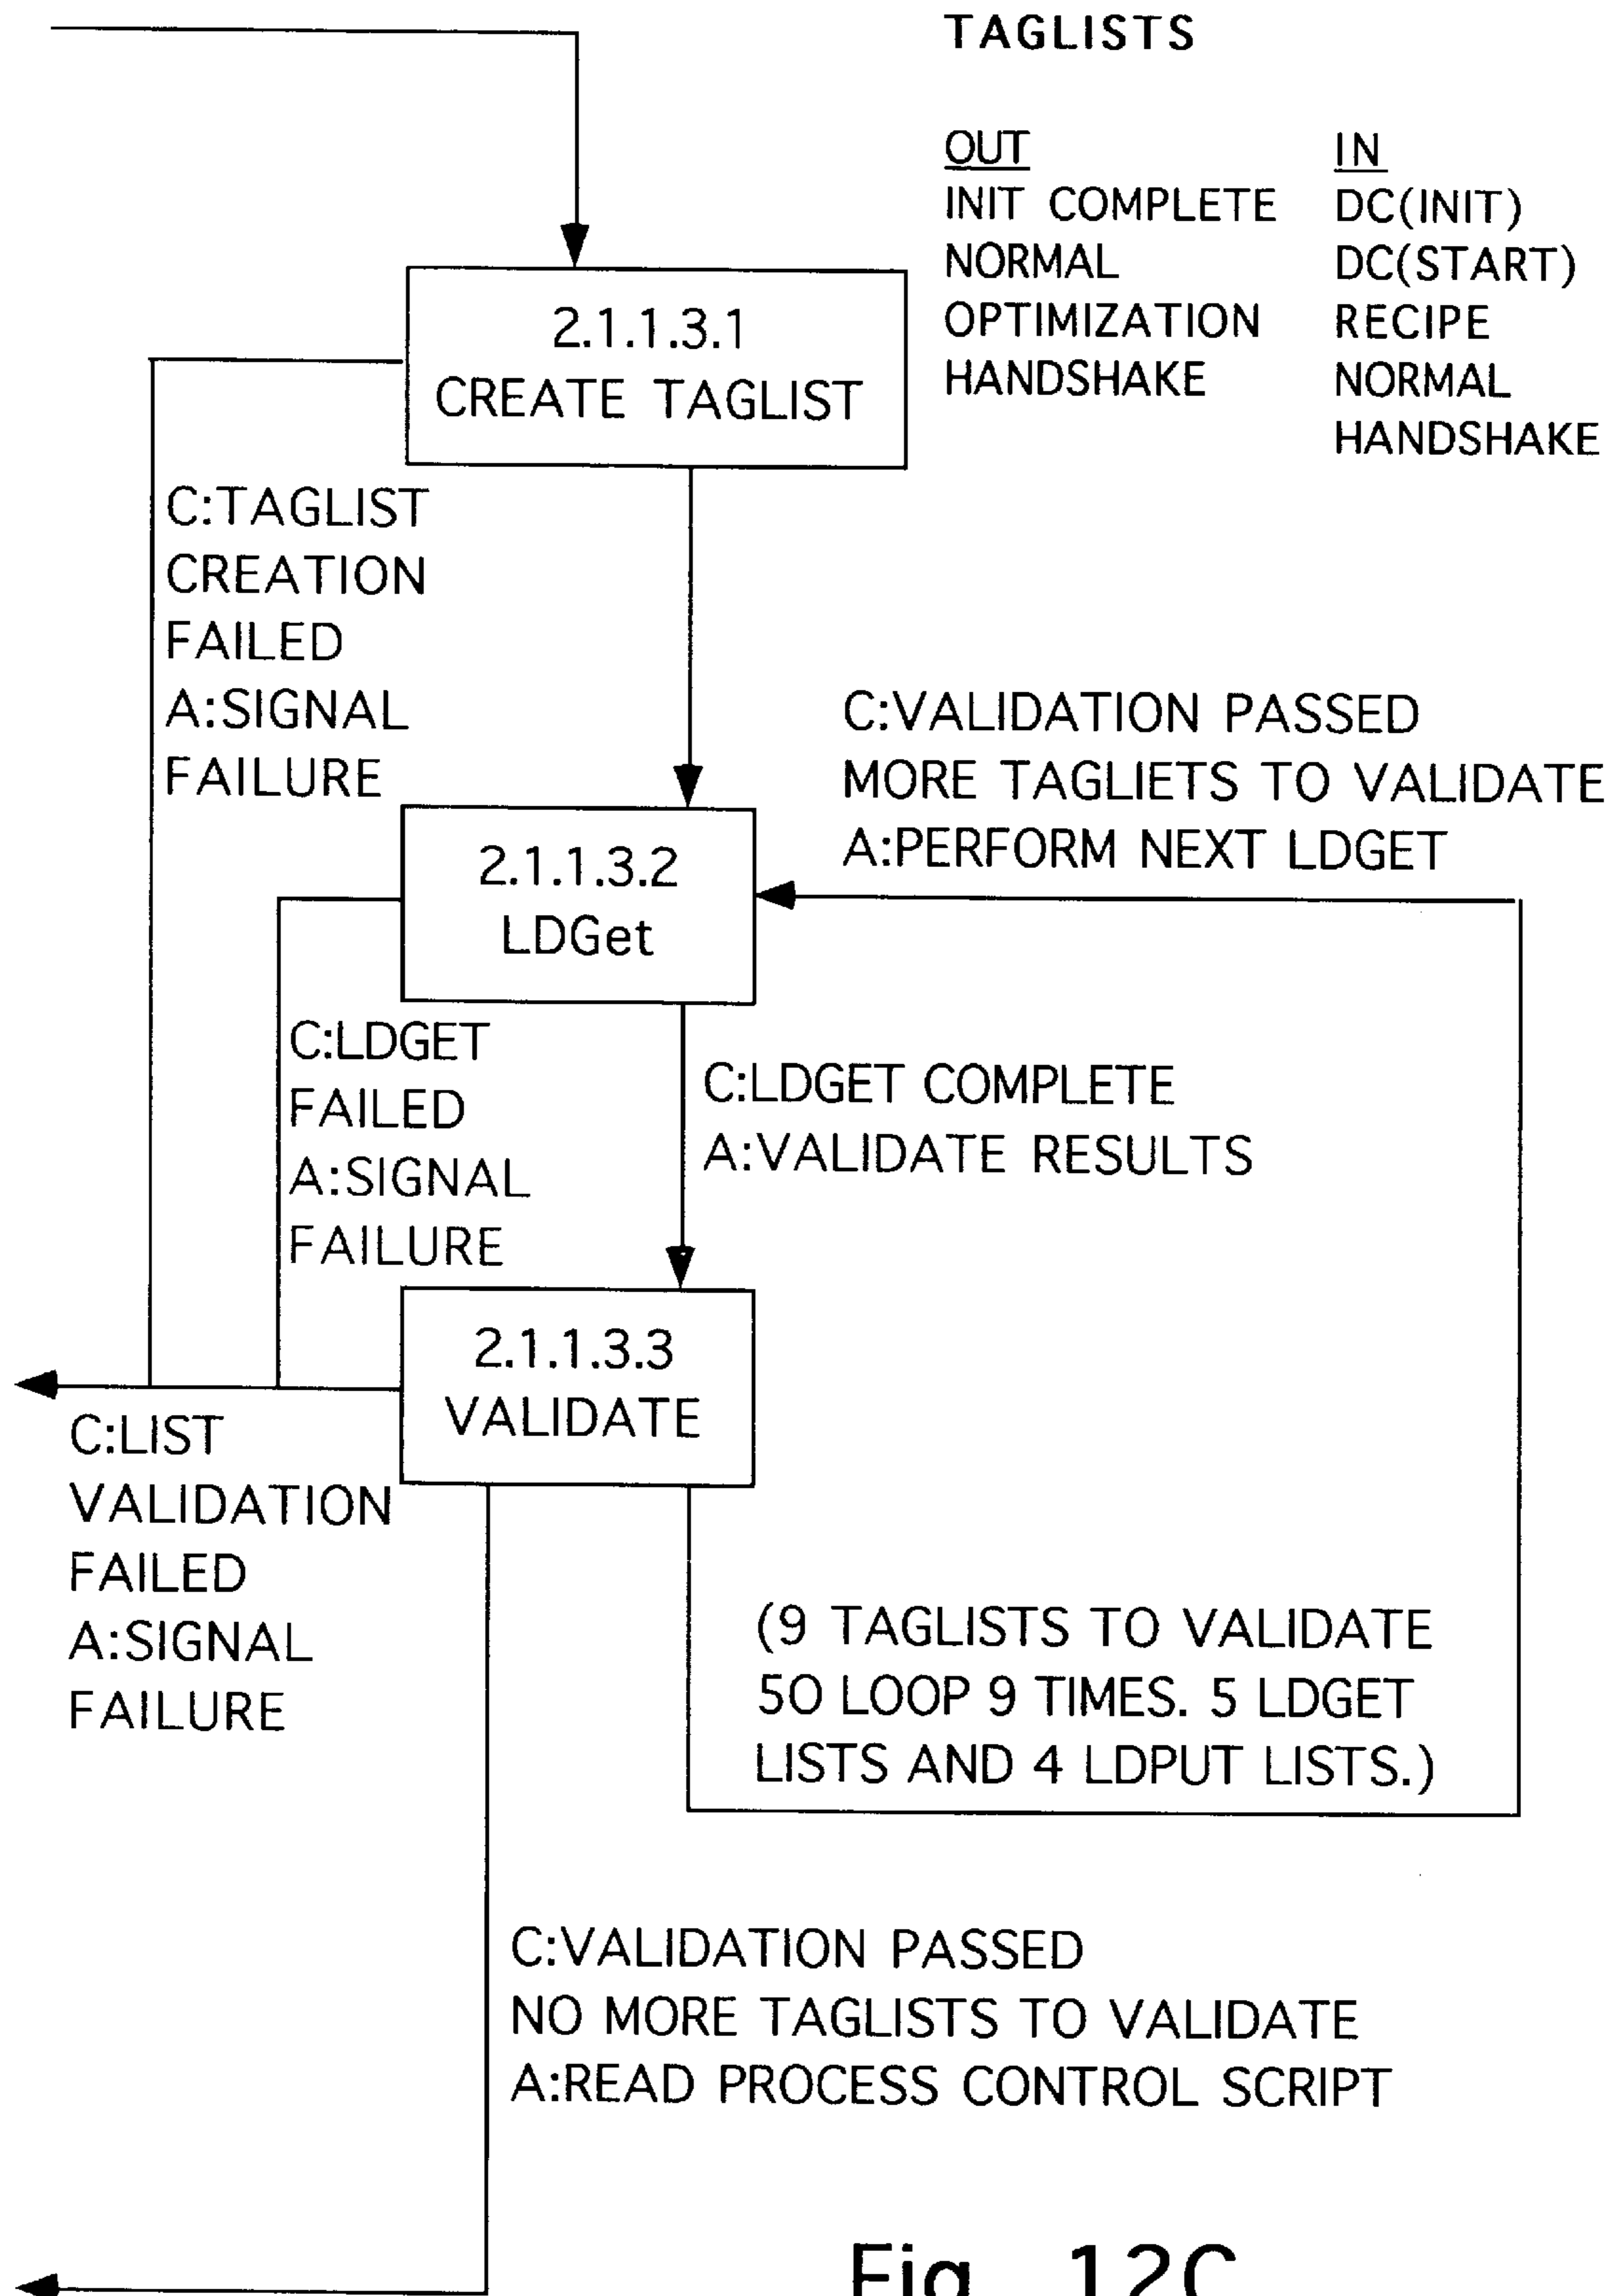 TAGLISTS
OUT
INIT COMPLETE
NORMAL
OPTIMIZATION
HANDSHAKE
IN
DC(INIT)
DC(START)
RECIPE
NORMAL
HANDSHAKE
2.1.1.3.1
CREATE TAGLIST
C:TAGLIST
CREATION
FAILED
A:SIGNAL
FAILURE
C:VALIDATION PASSED
MORE TAGLIETS TO VALIDATE
A:PERFORM NEXT LDGET
2.1.1.3.2
LDGet
C:LDGET
FAILED
A:SIGNAL
FAILURE
C:LDGET COMPLETE
A:VALIDATE RESULTS
2.1.1.3.3
VALIDATE
C:LIST
VALIDATION
FAILED
A:SIGNAL
FAILURE
(9 TAGLISTS TO VALIDATE
50 LOOP 9 TIMES. 5 LDGET
LISTS AND 4 LDPUT LISTS.)
C:VALIDATION PASSED
NO MORE TAGLISTS TO VALIDATE
A:READ PROCESS CONTROL SCRIPT
Fig. 12C